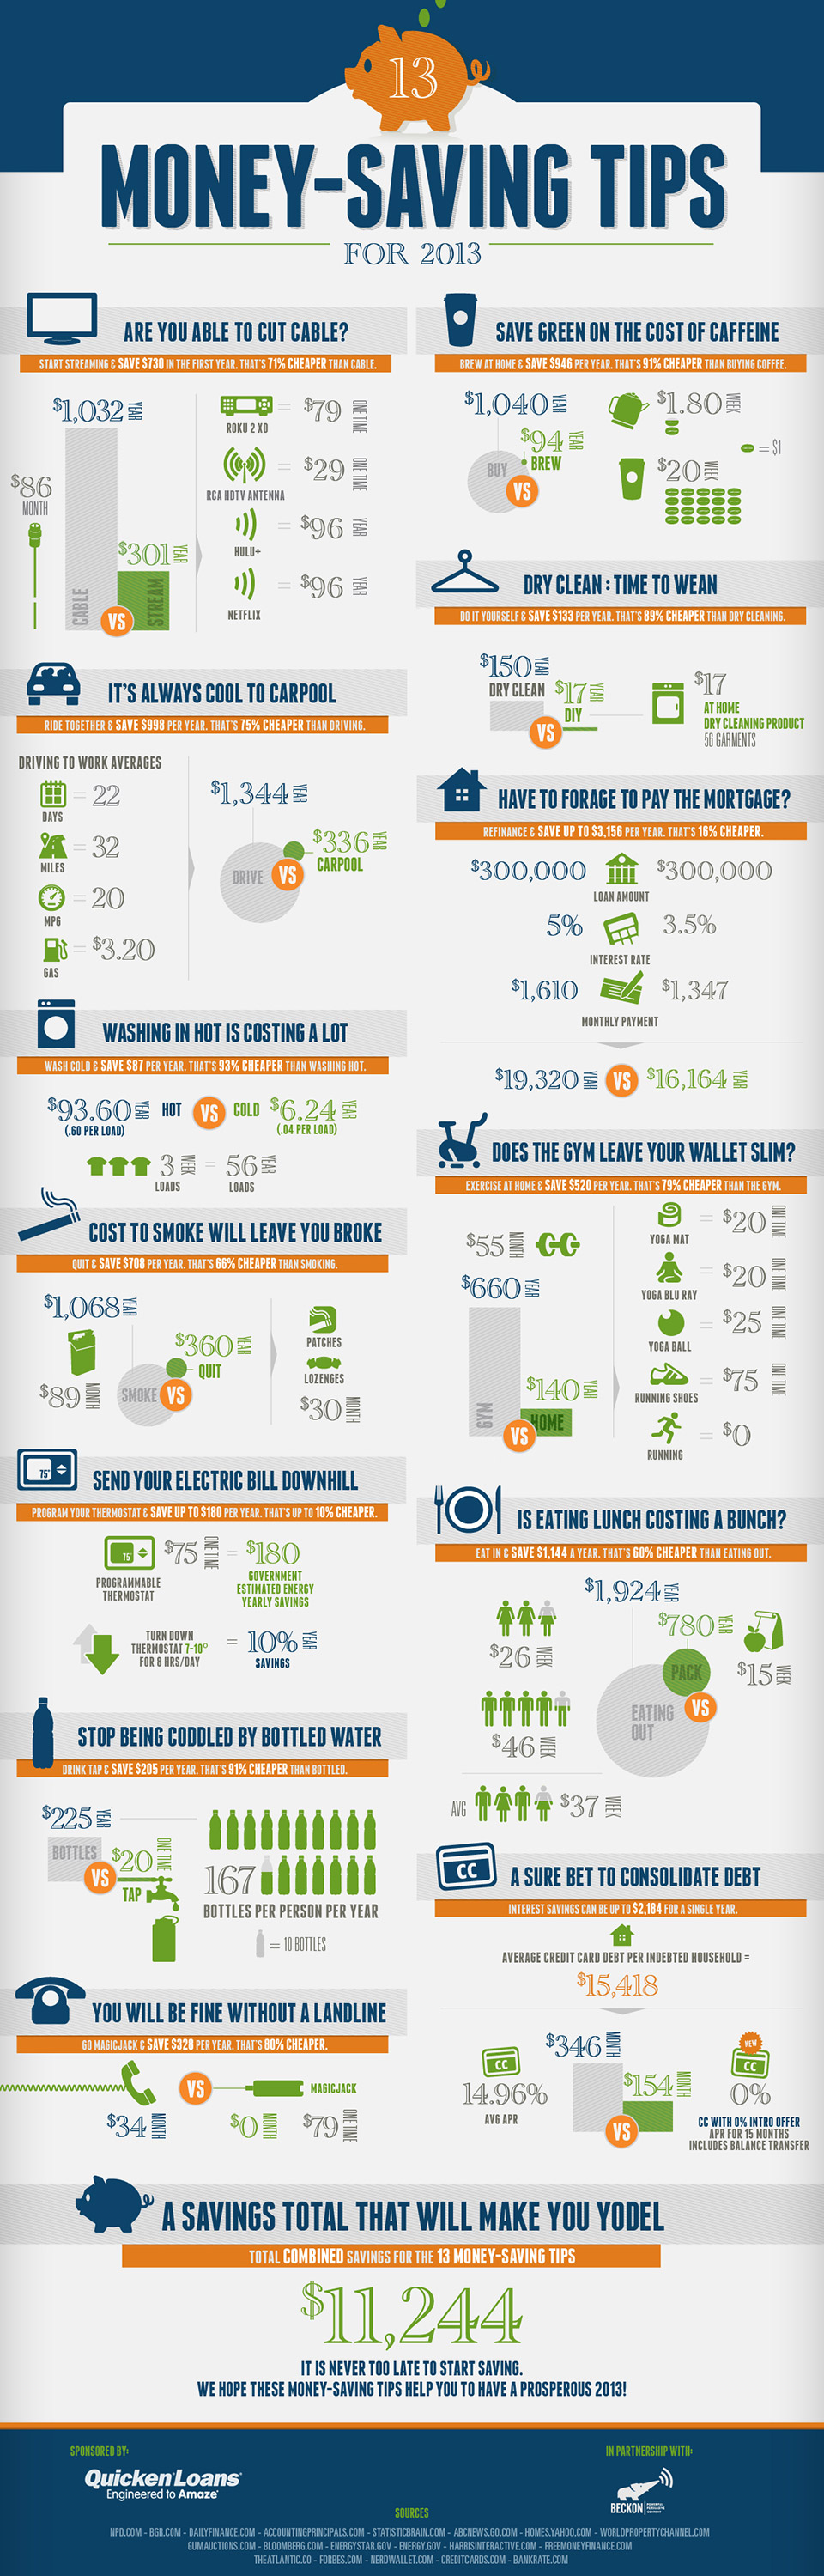 13
MONEY-SAVING TIPS
FOR 2013
ARE YOU ABLE TO CUT CABLE?
START STREAMING & SAVE $730 IN THE FIRST YEAR. THAT'S 71% CHEAPER THAN CABLE.
$1,032 YEAR
$86 MONTH
CABLE
VS
$301 YEAR
STREAM
ROKU 2 XD = $79 ONE TIME
RCA HDTV ANTENNA = $29 ONE TIME
HULU+ = $96 YEAR
NETFLIX = $96 YEAR
IT'S ALWAYS COOL TO CARPOOL
RIDE TOGETHER & SAVE $998 PER YEAR. THAT'S 75% CHEAPER THAN DRIVING.
DRIVING TO WORK AVERAGES
DAYS = 22
MILES = 32
MPG = 20
GAS = $3.20
$1,344 YEAR
DRIVE
VS
$336 YEAR
CARPOOL
WASHING IN HOT IS COSTING A LOT
WASH COLD & SAVE $87 PER YEAR. THAT'S 93% CHEAPER THAN WASHING HOT.
$93.60 YEAR HOT VS COLD $6.24 YEAR
(.60 PER LOAD) (.04 PER LOAD)
3 WEEK = 56 YEAR
LOADS LOADS
COST TO SMOKE WILL LEAVE YOU BROKE
QUIT & SAVE $708 PER YEAR. THAT'S 66% CHEAPER THAN SMOKING.
$1,068 YEAR
$89 MONTH
SMOKE
VS
$360 YEAR
QUIT
PATCHES
LOZENGES
$30 MONTH
SEND YOUR ELECTRIC BILL DOWNHILL
PROGRAM YOUR THERMOSTAT & SAVE UP TO $180 PER YEAR. THAT'S UP TO 10% CHEAPER.
75° $75 ONE TIME = $180
PROGRAMMABLE
THERMOSTAT
GOVERNMENT
ESTIMATED ENERGY
YEARLY SAVINGS
TURN DOWN
THERMOSTAT 7-10°
FOR 8 HRS/DAY
= 10% YEAR
SAVINGS
STOP BEING CODDLED BY BOTTLED WATER
DRINK TAP & SAVE $205 PER YEAR. THAT'S 91% CHEAPER THAN BOTTLED.
$225 YEAR
BOTTLES
VS
$20 ONE TIME
TAP
167
BOTTLES PER PERSON PER YEAR
= 10 BOTTLES
YOU WILL BE FINE WITHOUT A LANDLINE
GO MAGICJACK & SAVE $328 PER YEAR. THAT'S 80% CHEAPER.
VS MAGICJACK
$34 MONTH $0 MONTH $79 ONE TIME
SAVE GREEN ON THE COST OF CAFFEINE
BREW AT HOME & SAVE $946 PER YEAR. THAT'S 91% CHEAPER THAN BUYING COFFEE.
$1,040 YEAR
BUY
VS
$94 YEAR
BREW
$1.80 WEEK
= $1
$20 WEEK
DRY CLEAN : TIME TO WEAN
DO IT YOURSELF & SAVE $133 PER YEAR. THAT'S 89% CHEAPER THAN DRY CLEANING.
$150 YEAR
DRY CLEAN
VS
$17 YEAR
DIY
$17
AT HOME
DRY CLEANING PRODUCT
56 GARMENTS
HAVE TO FORAGE TO PAY THE MORTGAGE?
REFINANCE & SAVE UP TO $3,156 PER YEAR. THAT'S 16% CHEAPER.
$300,000 $300,000
LOAN AMOUNT
5% 3.5%
INTEREST RATE
$1,610 $1,347
MONTHLY PAYMENT
$19,320 YEAR VS $16,164 YEAR
DOES THE GYM LEAVE YOUR WALLET SLIM?
EXERCISE AT HOME & SAVE $520 PER YEAR. THAT'S 79% CHEAPER THAN THE GYM.
$55 MONTH
$660 YEAR
GYM
VS
$140 YEAR
HOME
YOGA MAT = $20 ONE TIME
YOGA BLU RAY = $20 ONE TIME
YOGA BALL = $25 ONE TIME
RUNNING SHOES = $75 ONE TIME
RUNNING = $0
IS EATING LUNCH COSTING A BUNCH?
EAT IN & SAVE $1,144 A YEAR. THAT'S 60% CHEAPER THAN EATING OUT.
$1,924 YEAR
$26 WEEK
$46 WEEK
AVG $37 WEEK
EATING
OUT
VS
PACK
$780 YEAR
$15 WEEK
CC
A SURE BET TO CONSOLIDATE DEBT
INTEREST SAVINGS CAN BE UP TO $2,184 FOR A SINGLE YEAR.
AVERAGE CREDIT CARD DEBT PER INDEBTED HOUSEHOLD =
$15,418
CC
14.96%
AVG APR
$346 MONTH
VS
$154 MONTH
NEW
CC
0%
CC WITH 0% INTRO OFFER
APR FOR 15 MONTHS
INCLUDES BALANCE TRANSFER
A SAVINGS TOTAL THAT WILL MAKE YOU YODEL
TOTAL COMBINED SAVINGS FOR THE 13 MONEY-SAVING TIPS
$11,244
IT IS NEVER TOO LATE TO START SAVING.
WE HOPE THESE MONEY-SAVING TIPS HELP YOU TO HAVE A PROSPEROUS 2013!
SPONSORED BY:
Quicken Loans
Engineered to Amaze
IN PARTNERSHIP WITH:
BECKON
SOURCES
NPD.COM - BGR.COM - DAILYFINANCE.COM - ACCOUNTINGPRINCIPALS.COM - STATISTICBRAIN.COM - ABCNEWS.GO.COM - HOMES.YAHOO.COM - WORLDPROPERTYCHANNEL.COM
GUMAUCTIONS.COM - BLOOMBERG.COM - ENERGYSTAR.GOV - ENERGY.GOV - HARRISINTERACTIVE.COM - FREEMONEYFINANCE.COM
THEATLANTIC.CO - FORBES.COM - NERDWALLET.COM - CREDITCARDS.COM - BANKRATE.COM